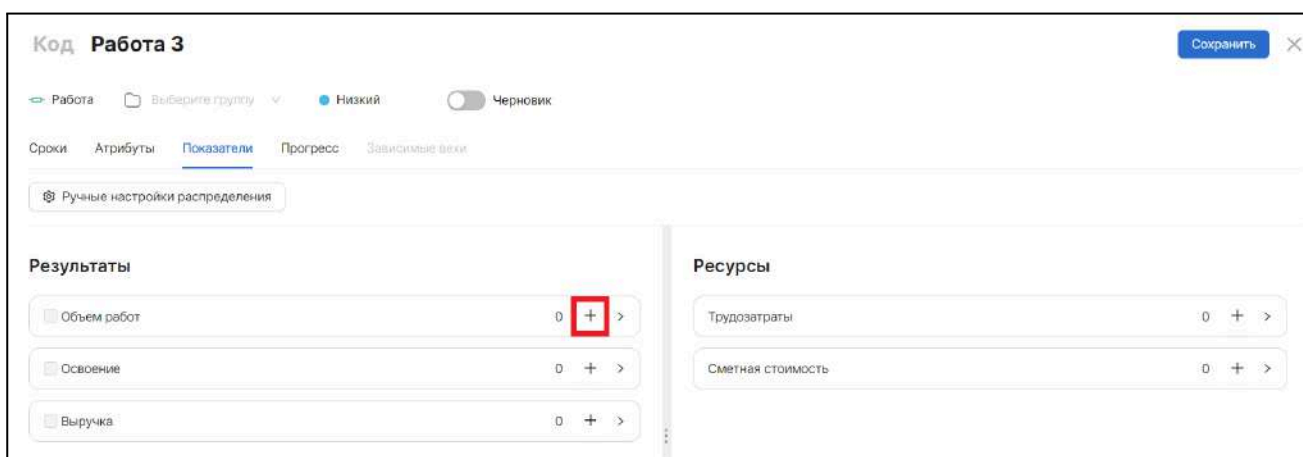 Код Работа 3
Сохранить
Работа Выберите группу Низкий Черновик
Сроки Атрибуты Показатели Прогресс Зависимые вехи
Ручные настройки распределения
Результаты
Объем работ 0
Освоение 0
Выручка 0
Ресурсы
Трудозатраты 0
Сметная стоимость 0